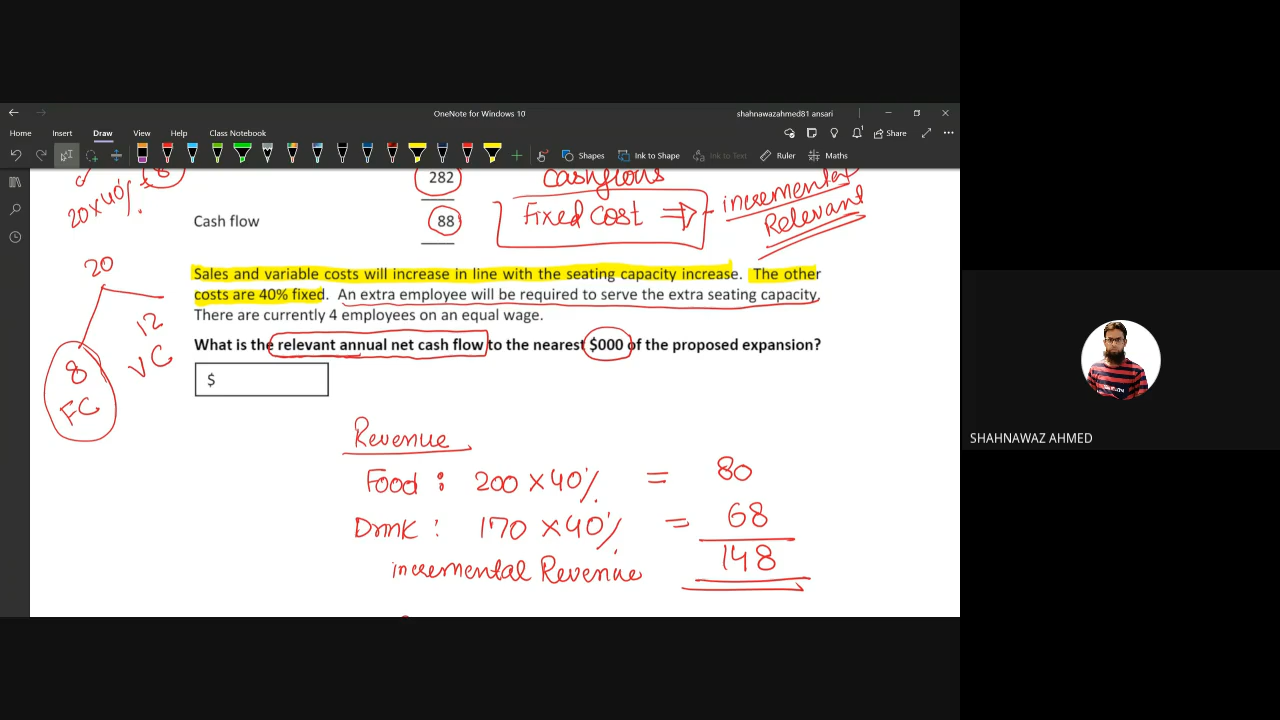 OneNote for Windows 10
shahnawazahmed81 ansari
Home Insert Draw View Help Class Notebook
Share
Shapes Ink to Shape Ink to Text Ruler Maths
20×40%
8
282
Cashflows
Cash flow 88
Fixed Cost ⇒
incremental
Relevant
Sales and variable costs will increase in line with the seating capacity increase. The other
costs are 40% fixed. An extra employee will be required to serve the extra seating capacity.
There are currently 4 employees on an equal wage.
What is the relevant annual net cash flow to the nearest $000 of the proposed expansion?
$
20
12
VC
8
FC
Revenue
Food : 200 × 40% = 80
Drink : 170 × 40% = 68
incremental Revenue 148
SHAHNAWAZ AHMED